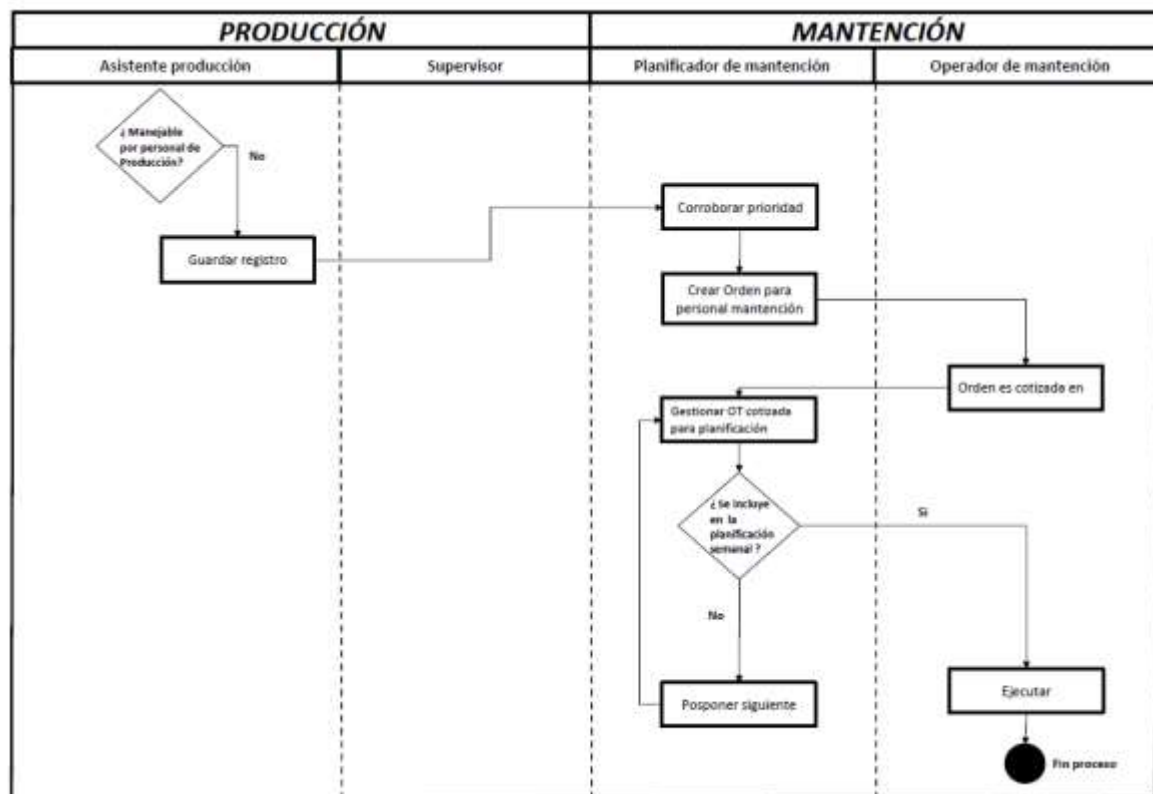 PRODUCCIÓN
MANTENCIÓN
Asistente producción
Supervisor
Planificador de mantención
Operador de mantención
¿ Manejable
por personal de
Producción?
No
Corroborar prioridad
Guardar registro
Crear Orden para
personal mantención
Orden es cotizada en
Gestionar OT cotizada
para planificación
¿ Se incluye
en la
planificación
semanal ?
Si
No
Posponer siguiente
Ejecutar
Fin proceso